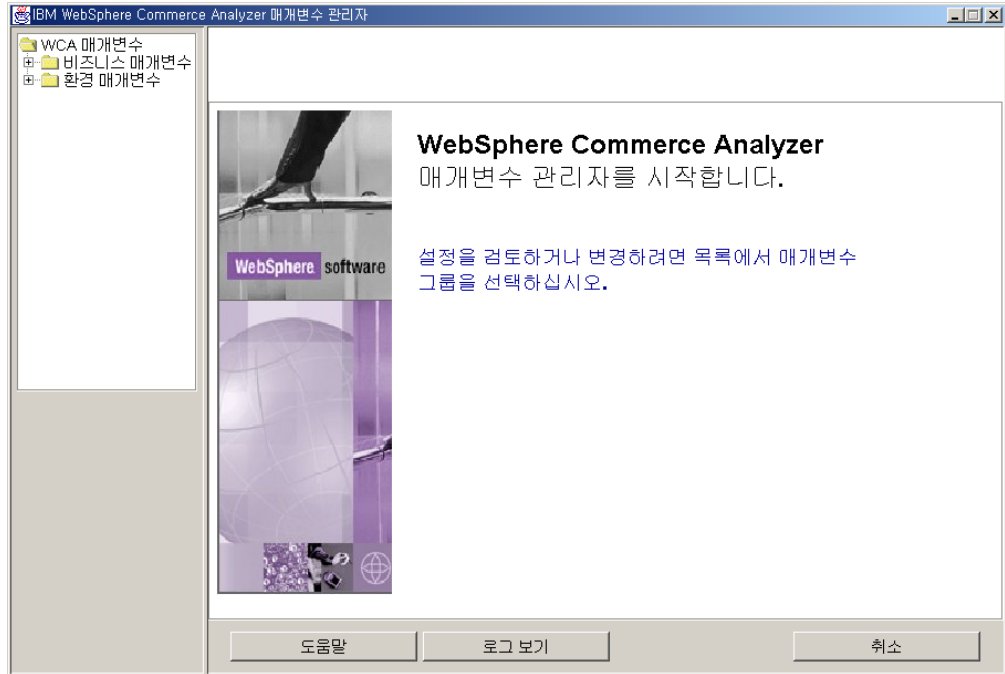 IBM WebSphere Commerce Analyzer 매개변수 관리자
WCA 매개변수
비즈니스 매개변수
환경 매개변수
WebSphere Commerce Analyzer
매개변수 관리자를 시작합니다.
설정을 검토하거나 변경하려면 목록에서 매개변수
그룹을 선택하십시오.
WebSphere software
도움말
로그 보기
취소